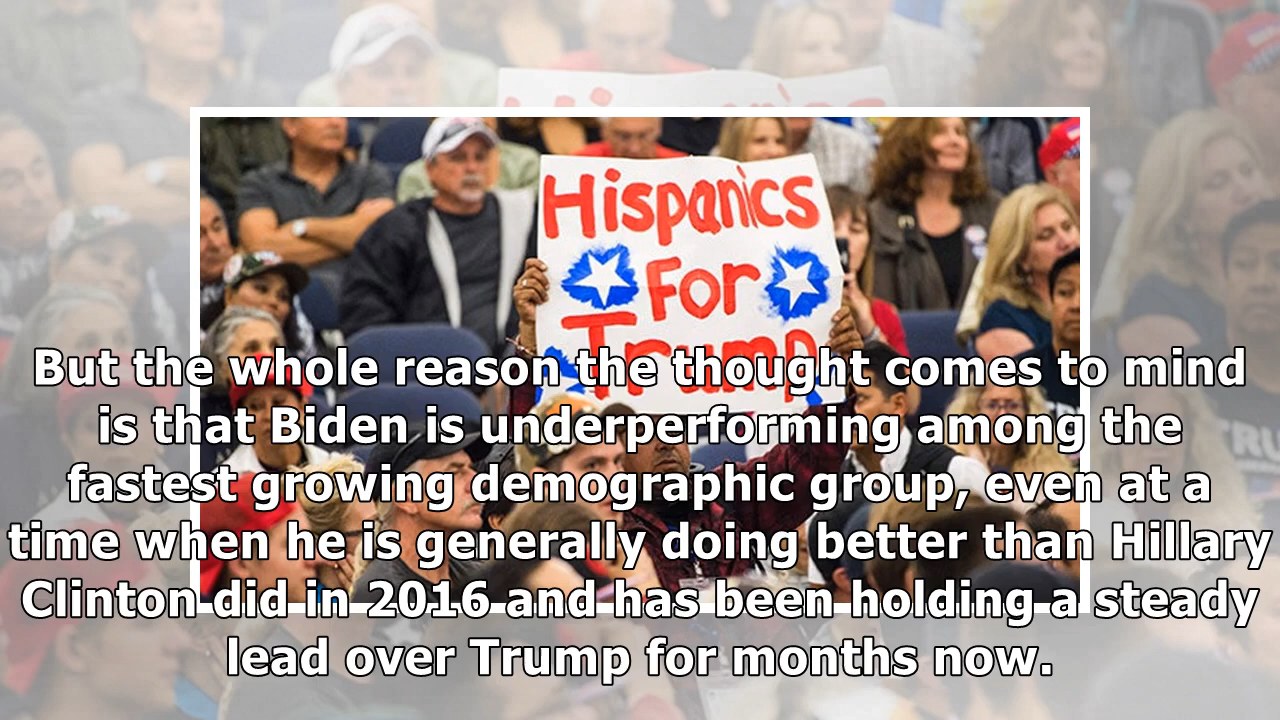 Hispanics
For
Trump
But the whole reason the thought comes to mind
is that Biden is underperforming among the
fastest growing demographic group, even at a
time when he is generally doing better than Hillary
Clinton did in 2016 and has been holding a steady
lead over Trump for months now.